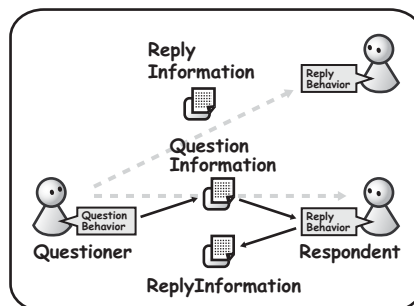 Reply
Information
Reply
Behavior
Question
Information
Question
Behavior
Reply
Behavior
Questioner
Respondent
ReplyInformation